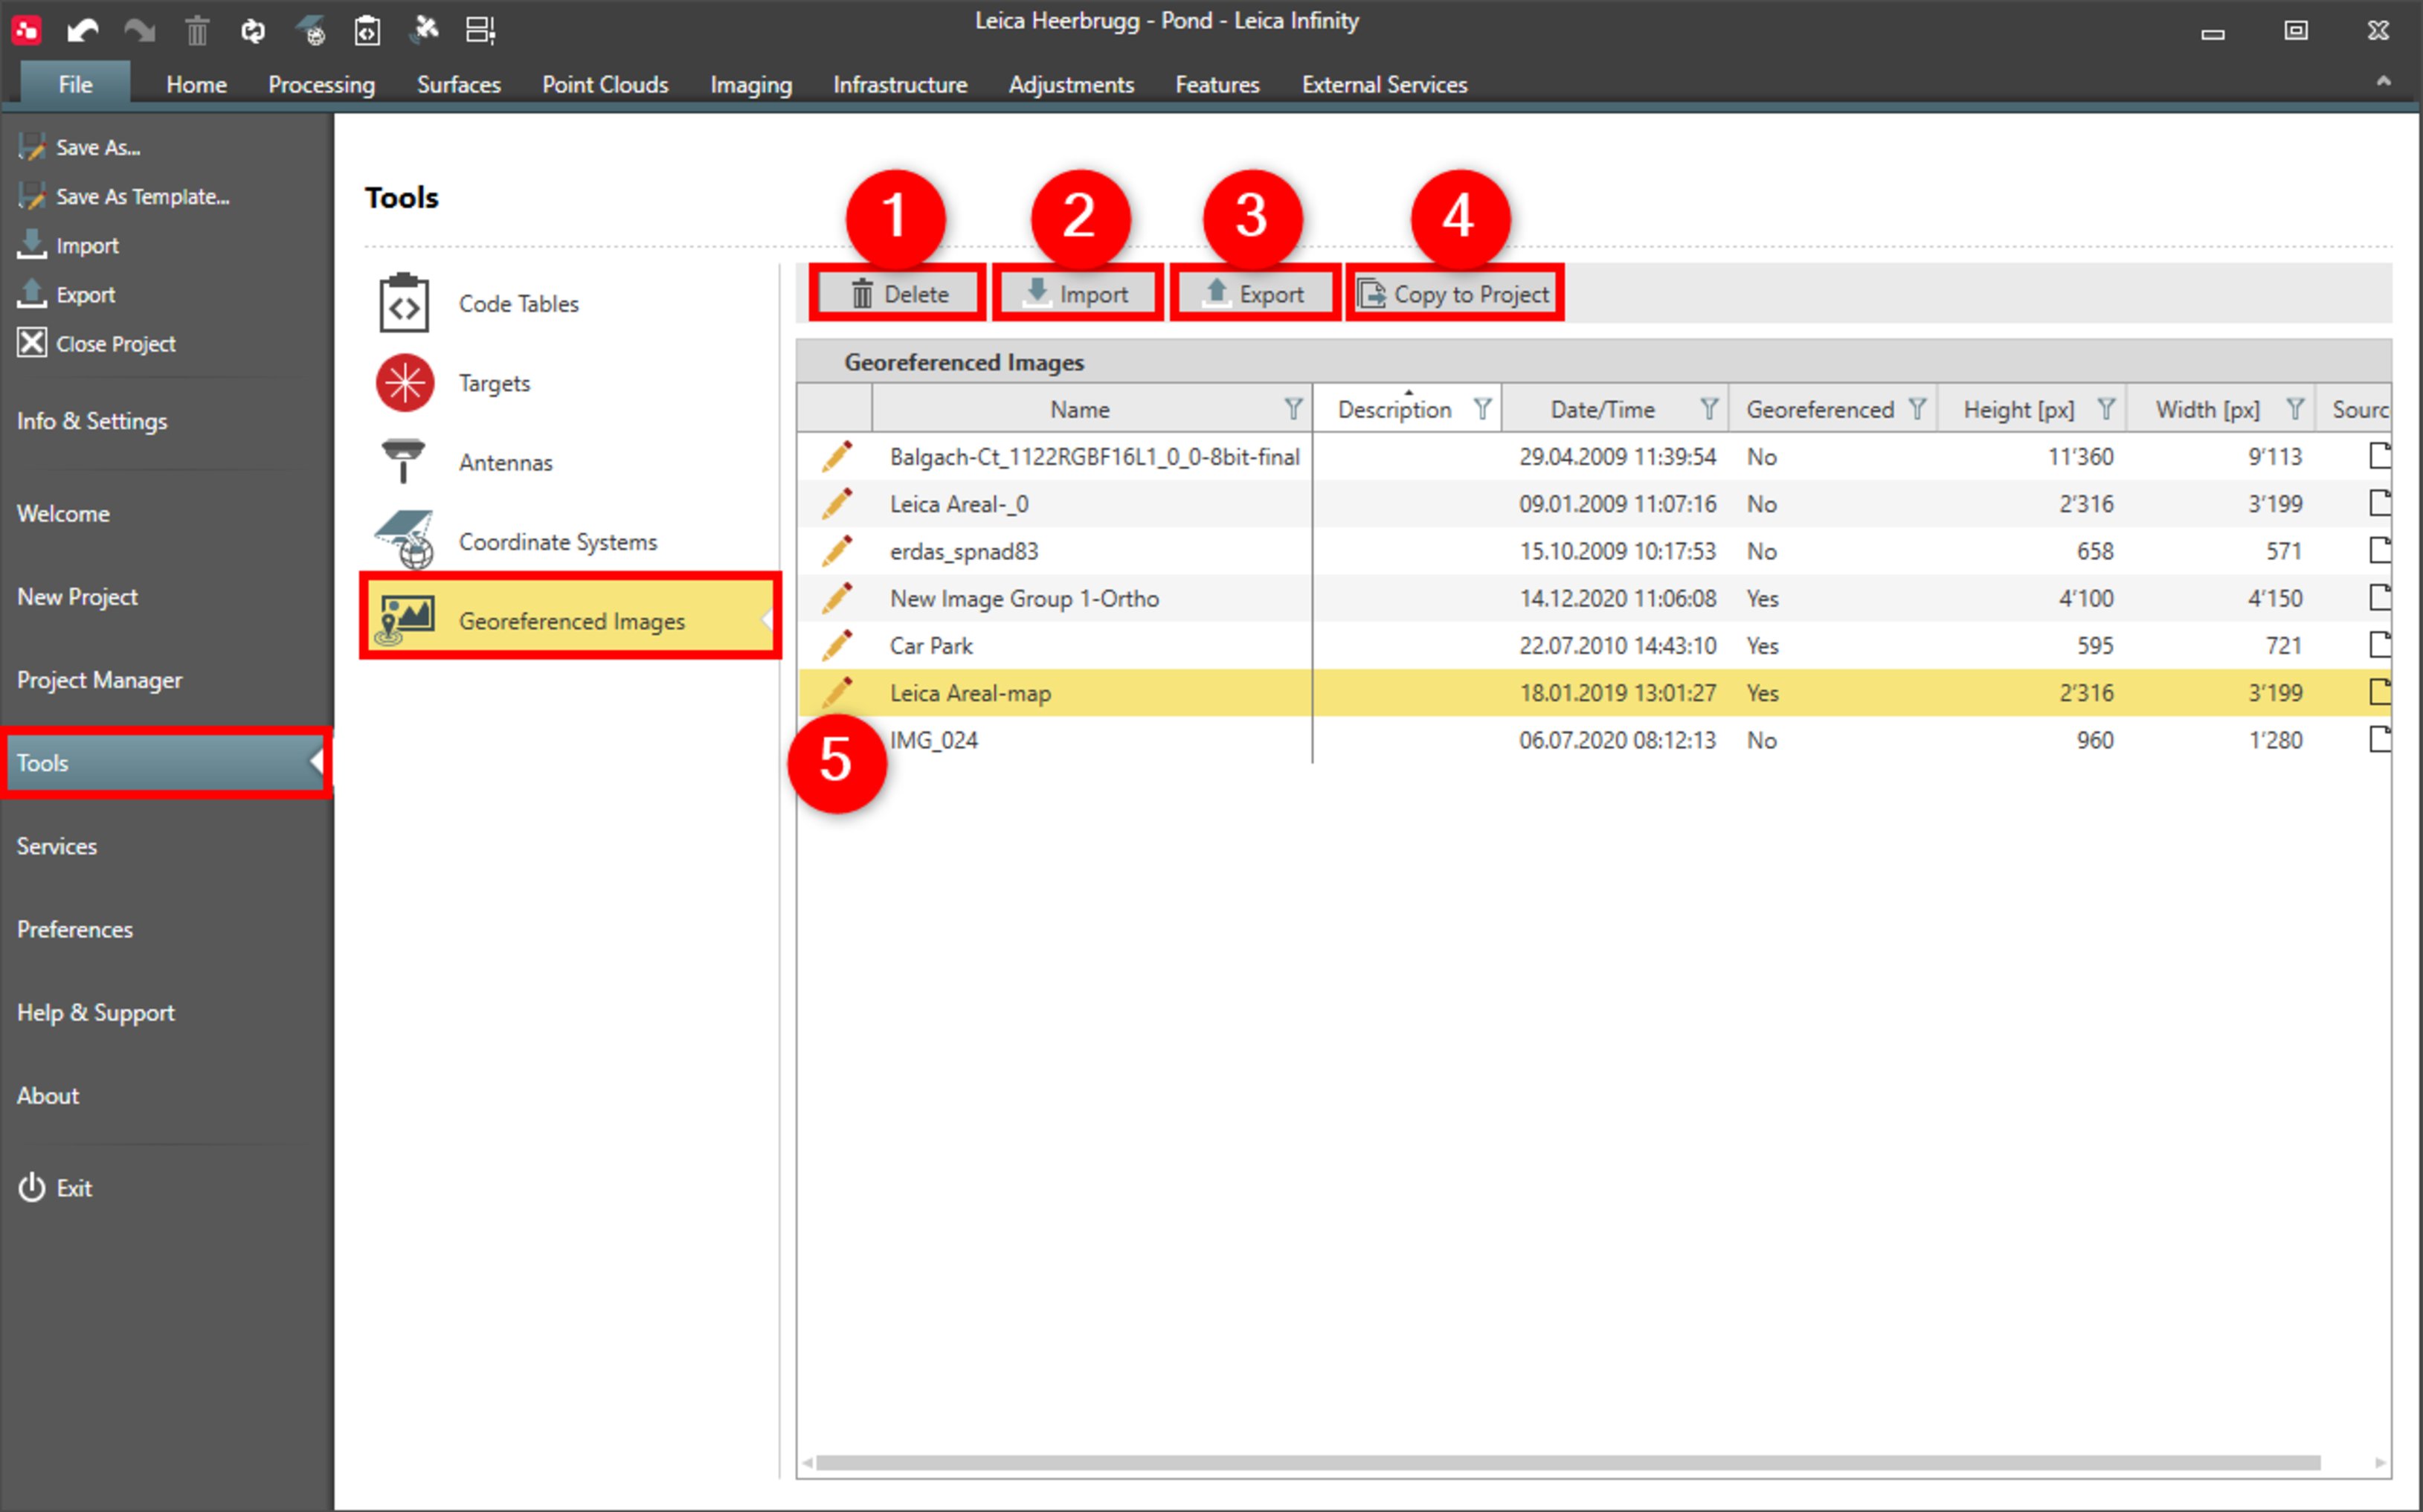 Leica Heerbrugg - Pond - Leica Infinity
File Home Processing Surfaces Point Clouds Imaging Infrastructure Adjustments Features External Services
Save As...
Save As Template...
Import
Export
Close Project
Info & Settings
Welcome
New Project
Project Manager
Tools
Services
Preferences
Help & Support
About
Exit
Tools
Code Tables
Targets
Antennas
Coordinate Systems
Georeferenced Images
1 2 3 4
Delete Import Export Copy to Project
Georeferenced Images
Name Description Date/Time Georeferenced Height [px] Width [px] Sourc
Balgach-Ct_1122RGBF16L1_0_0-8bit-final 29.04.2009 11:39:54 No 11'360 9'113
Leica Areal-_0 09.01.2009 11:07:16 No 2'316 3'199
erdas_spnad83 15.10.2009 10:17:53 No 658 571
New Image Group 1-Ortho 14.12.2020 11:06:08 Yes 4'100 4'150
Car Park 22.07.2010 14:43:10 Yes 595 721
Leica Areal-map 18.01.2019 13:01:27 Yes 2'316 3'199
5 IMG_024 06.07.2020 08:12:13 No 960 1'280